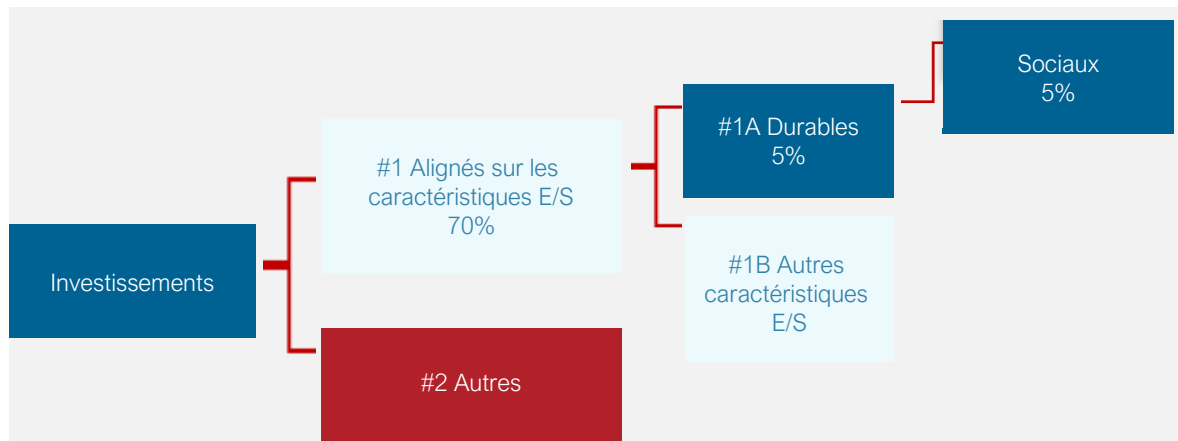 Investissements
#1 Alignés sur les
caractéristiques E/S
70%
#2 Autres
#1A Durables
5%
#1B Autres
caractéristiques
E/S
Sociaux
5%